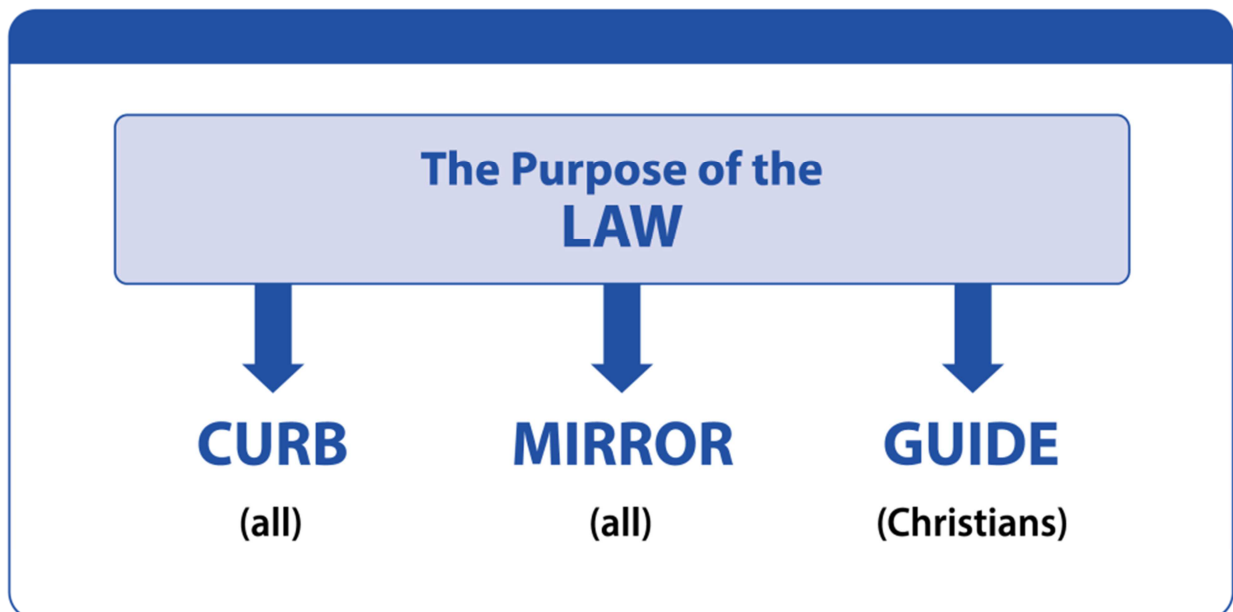 The Purpose of the
LAW
CURB MIRROR GUIDE
(all) (all) (Christians)